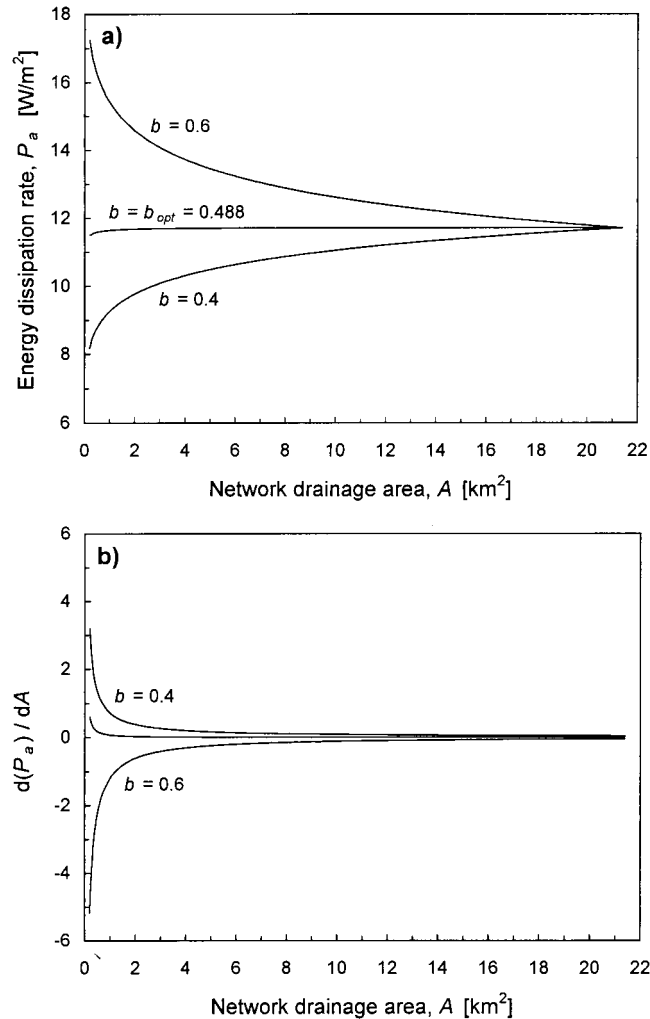 a)
18
16
14
12
10
8
6
Energy dissipation rate, P a [W/m²]
b = 0.6
b = b opt = 0.488
b = 0.4
0 2 4 6 8 10 12 14 16 18 20 22
Network drainage area, A [km²]
b)
6
4
2
0
-2
-4
-6
d(P a) / dA
b = 0.4
b = 0.6
0 2 4 6 8 10 12 14 16 18 20 22
Network drainage area, A [km²]